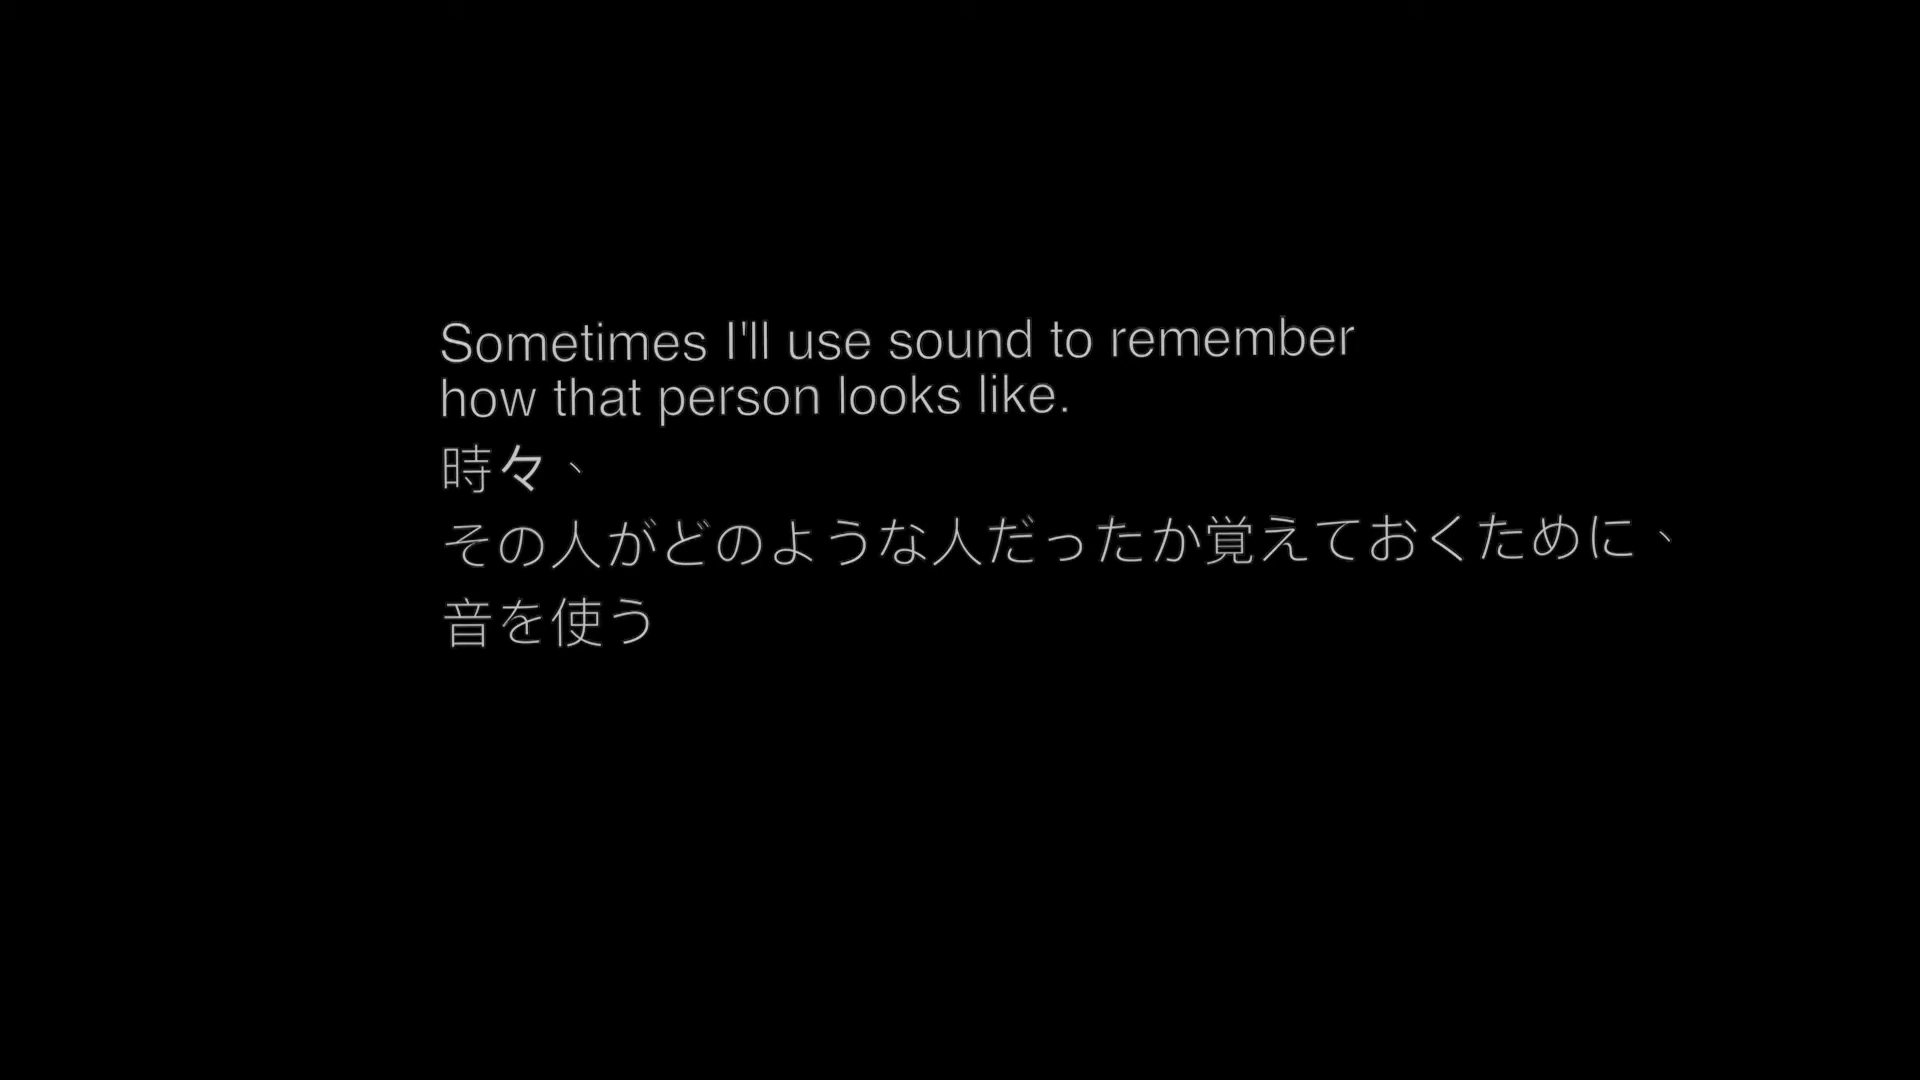 Sometimes I'll use sound to remember
how that person looks like.
時々、
その人がどのような人だったか覚えておくために、
音を使う